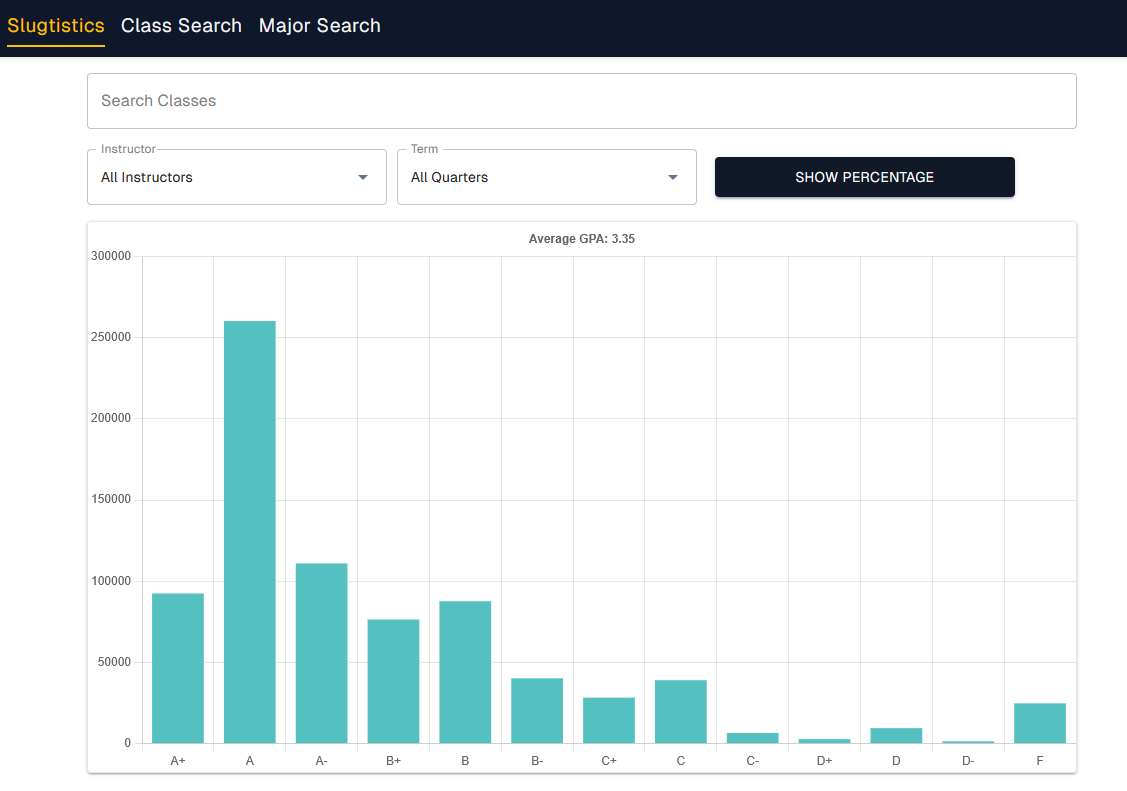 Slugtistics Class Search Major Search
Search Classes
Instructor Term
All Instructors All Quarters SHOW PERCENTAGE
Average GPA: 3.35
300000
250000
200000
150000
100000
50000
0
A+ A A- B+ B B- C+ C C- D+ D D- F